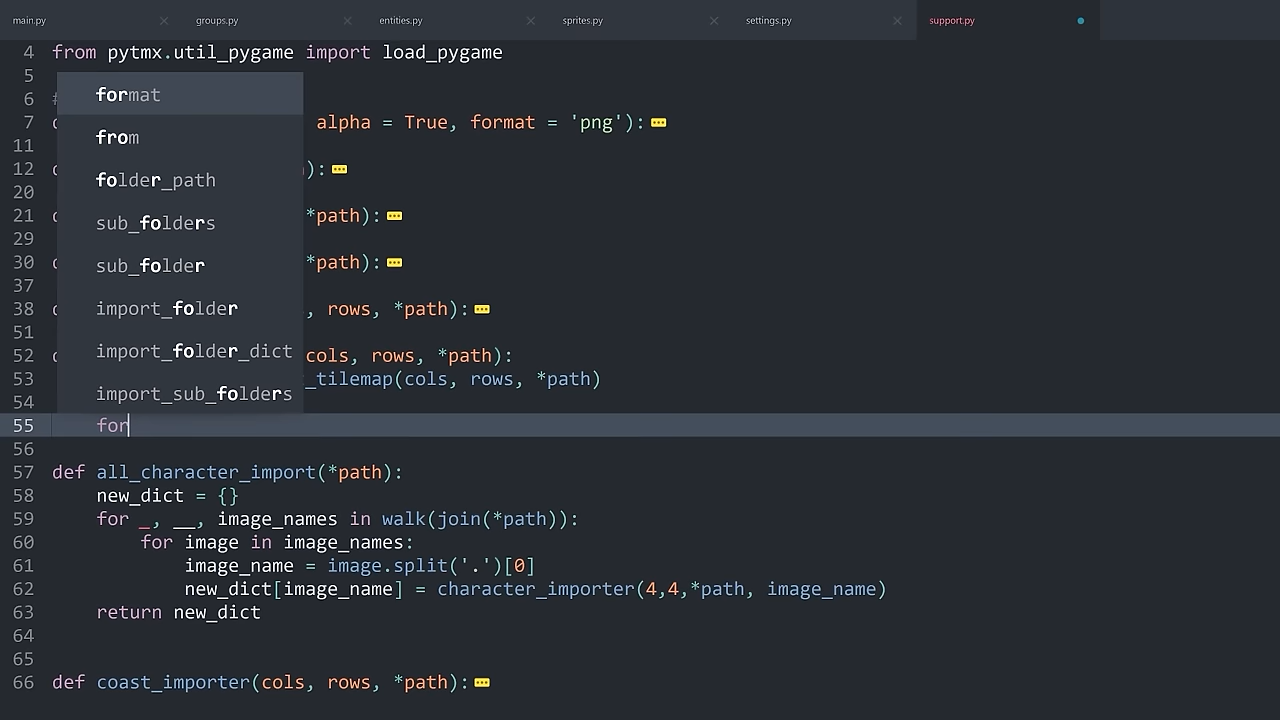 main.py groups.py entities.py sprites.py settings.py support.py
4 from pytmx.util_pygame import load_pygame
5
6 #
7 alpha = True, format = 'png'):
11
12 ):
20
21 *path):
29
30 *path):
37
38 , rows, *path):
51
52 cols, rows, *path):
53 _tilemap(cols, rows, *path)
54
55 for
56
57 def all_character_import(*path):
58 new_dict = {}
59 for _, __, image_names in walk(join(*path)):
60 for image in image_names:
61 image_name = image.split('.')[0]
62 new_dict[image_name] = character_importer(4,4,*path, image_name)
63 return new_dict
64
65
66 def coast_importer(cols, rows, *path):
format
from
folder_path
sub_folders
sub_folder
import_folder
import_folder_dict
import_sub_folders